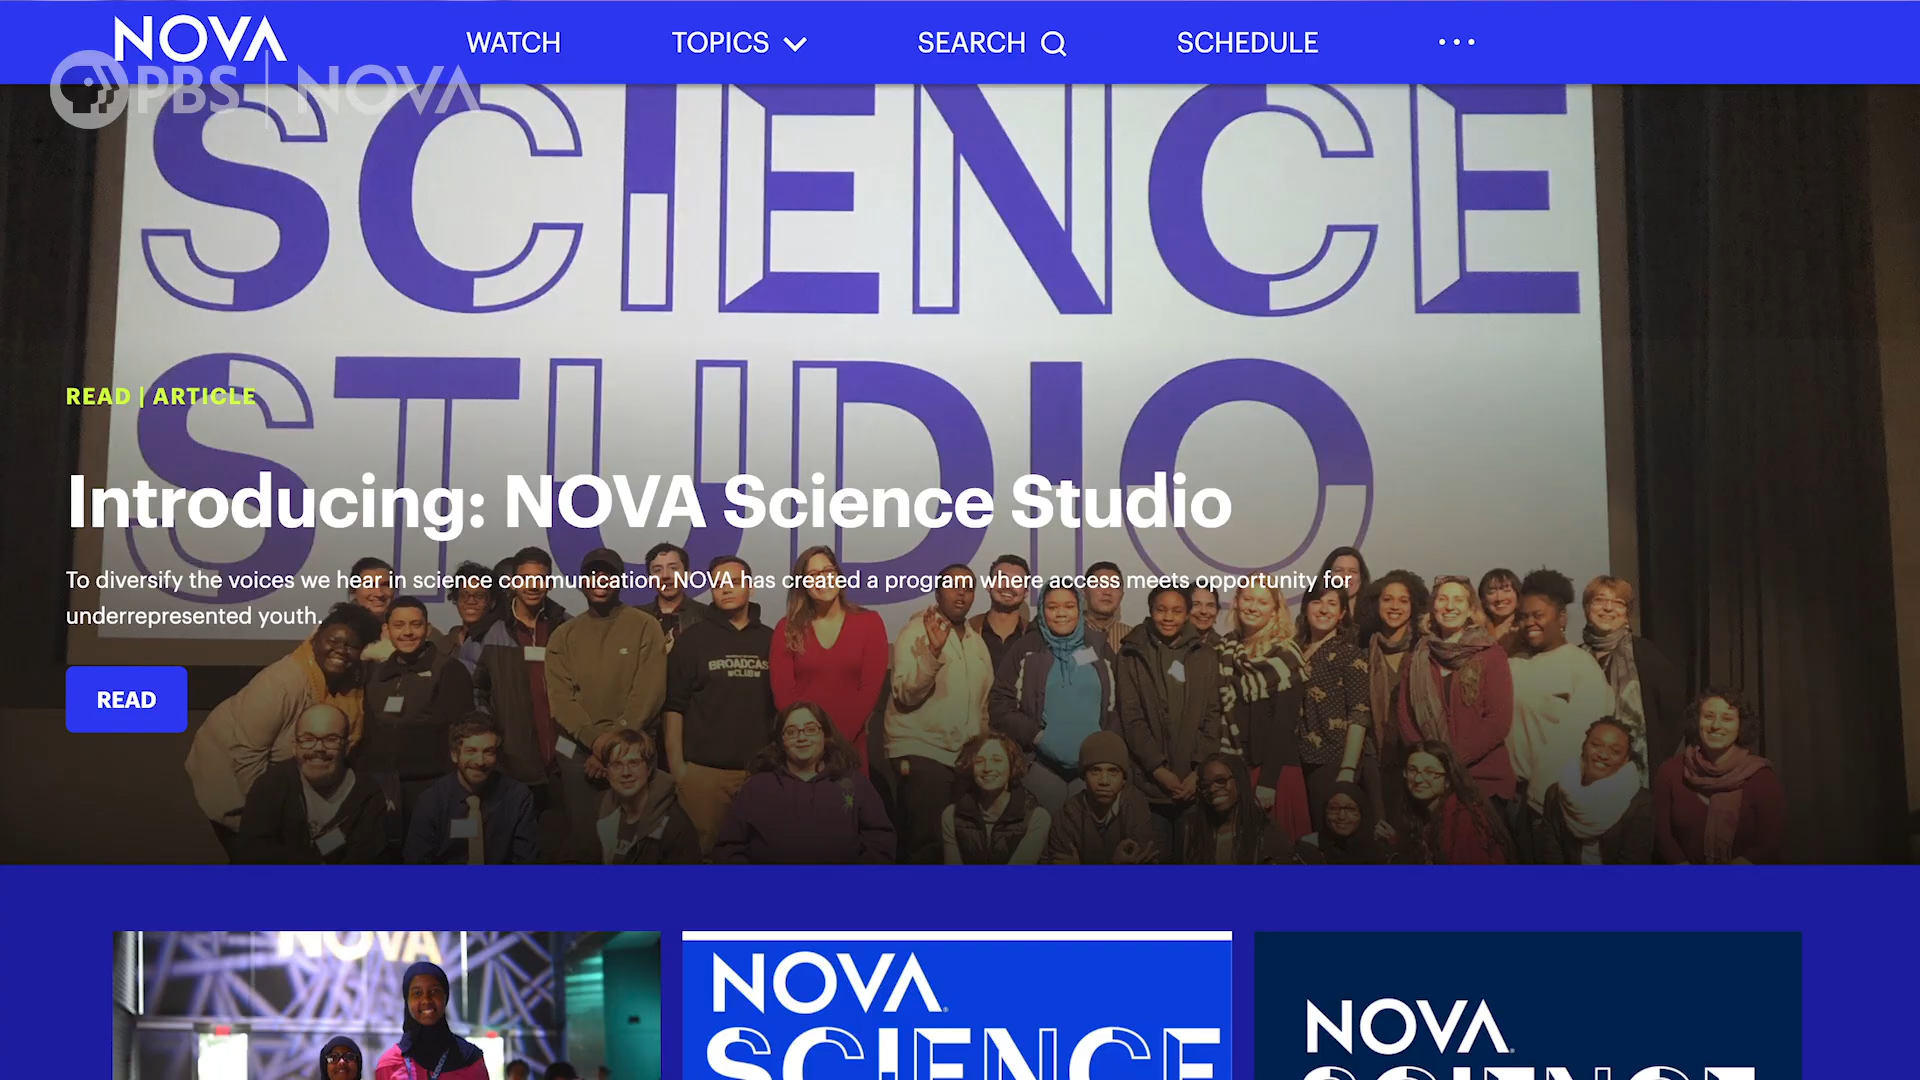 NOVA
WATCH
TOPICS
SEARCH
SCHEDULE
PBS | NOVA
SCIENCE
STUDIO
READ | ARTICLE
Introducing: NOVA Science Studio
To diversify the voices we hear in science communication, NOVA has created a program where access meets opportunity for
underrepresented youth.
BROADCAS
CLUB
READ
NOVA
NOVA
SCIENCE
NOVA
SCIENCE